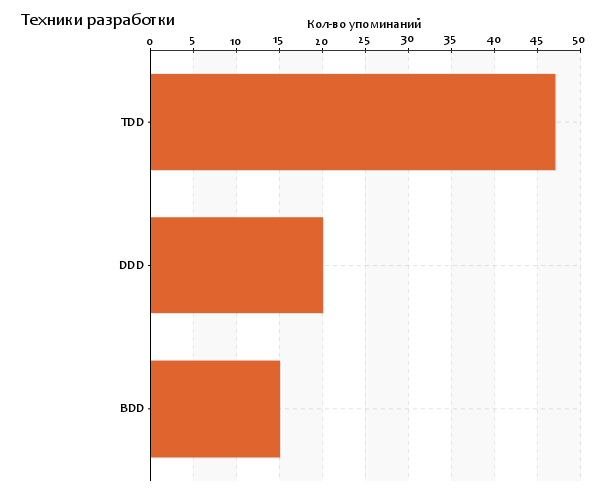 Техники разработки
Кол-во упоминаний
0 5 10 15 20 25 30 35 40 45 50
TDD
DDD
BDD